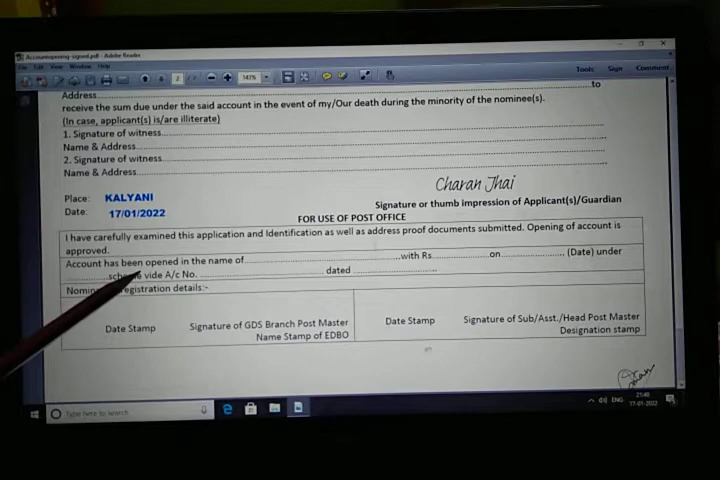 Accountopening-signed.pdf - Adobe Reader
File Edit View Window Help
2 147% Tools Sign Comment
Address to
receive the sum due under the said account in the event of my/Our death during the minority of the nominee(s).
(In case, applicant(s) is/are illiterate)
1. Signature of witness
Name & Address
2. Signature of witness
Name & Address
Charan Jhai
Place: KALYANI
Signature or thumb impression of Applicant(s)/Guardian
Date: 17/01/2022
FOR USE OF POST OFFICE
I have carefully examined this application and Identification as well as address proof documents submitted. Opening of account is
approved.
Account has been opened in the name of with Rs on (Date) under
vide A/c No. dated
registration details:-
Date Stamp Signature of GDS Branch Post Master Date Stamp Signature of Sub/Asst./Head Post Master
Name Stamp of EDBO Designation stamp
Type here to search
ENG 21:40
17-01-2022